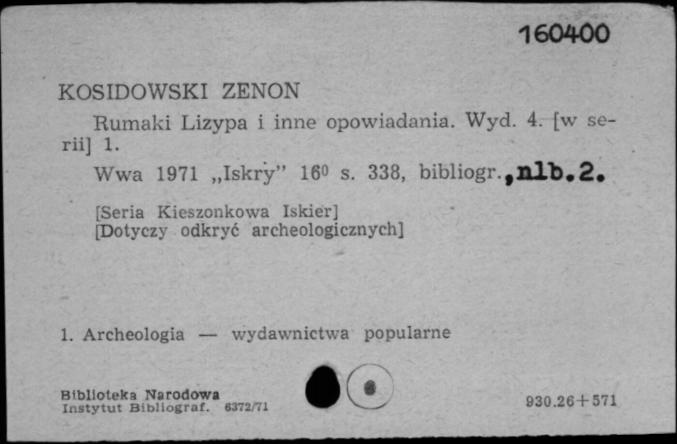 160400
KOSIDOWSKI ZENON
Rumaki Lizypa i inne opowiadania. Wyd. 4. [w se-
rii] 1.
Wwa 1971 „Iskry” 16⁰ s. 338, bibliogr.,nlb.2.
[Seria Kieszonkowa Iskier]
[Dotyczy odkryć archeologicznych]
1. Archeologia — wydawnictwa popularne
Biblioteka Narodowa
Instytut Bibliograf. 6372/71
930.26+571